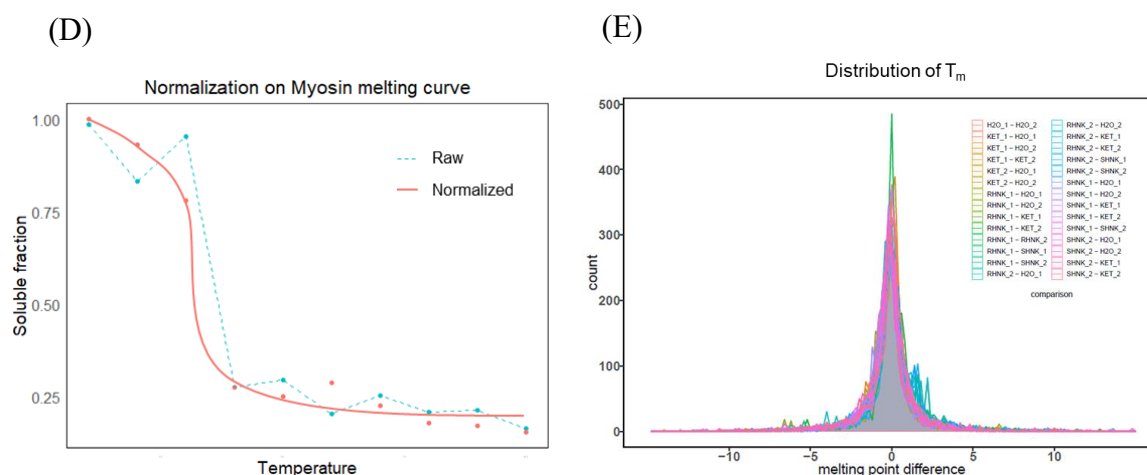 (D)
Normalization on Myosin melting curve
Soluble fraction
1.00
0.75
0.50
0.25
Raw
Normalized
Temperature
(E)
Distribution of Tm
count
500
400
300
200
100
0
H2O_1 − H2O_2
KET_1 − H2O_1
KET_1 − H2O_2
KET_1 − KET_2
KET_2 − H2O_1
KET_2 − H2O_2
RHNK_1 − H2O_1
RHNK_1 − H2O_2
RHNK_1 − KET_1
RHNK_1 − KET_2
RHNK_1 − RHNK_2
RHNK_1 − SHNK_1
RHNK_1 − SHNK_2
RHNK_2 − H2O_1
RHNK_2 − H2O_2
RHNK_2 − KET_1
RHNK_2 − KET_2
RHNK_2 − SHNK_1
RHNK_2 − SHNK_2
SHNK_1 − H2O_1
SHNK_1 − H2O_2
SHNK_1 − KET_1
SHNK_1 − KET_2
SHNK_1 − SHNK_2
SHNK_2 − H2O_1
SHNK_2 − H2O_2
SHNK_2 − KET_1
SHNK_2 − KET_2
comparison
−10
−5
0
5
10
melting point difference